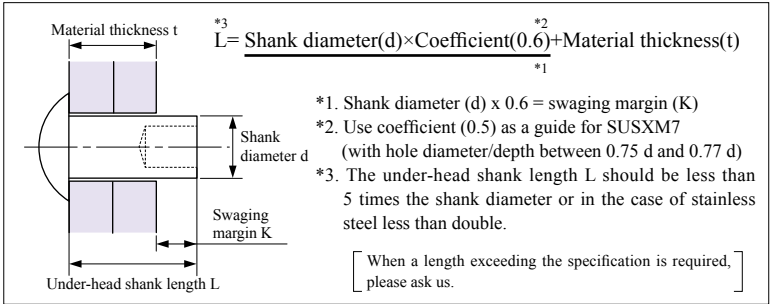 Material thickness t
*3
*2
L= Shank diameter(d)×Coefficient(0.6)+Material thickness(t)
*1
*1. Shank diameter (d) x 0.6 = swaging margin (K)
*2. Use coefficient (0.5) as a guide for SUSXM7
(with hole diameter/depth between 0.75 d and 0.77 d)
*3. The under-head shank length L should be less than
5 times the shank diameter or in the case of stainless
steel less than double.
When a length exceeding the specification is required,
please ask us.
Shank
diameter d
Swaging
margin K
Under-head shank length L